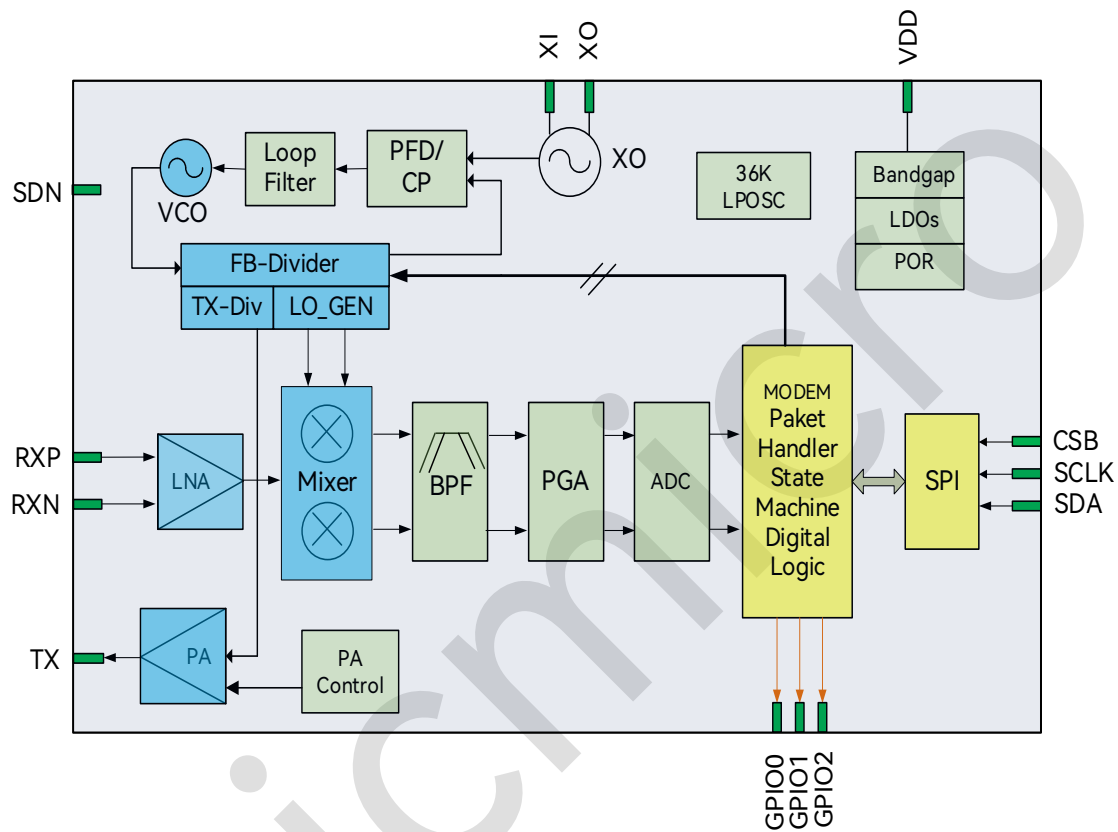 XI
XO
VDD
SDN
VCO
Loop
Filter
PFD/
CP
XO
36K
LPOSC
Bandgap
LDOs
POR
FB-Divider
TX-Div
LO_GEN
RXP
RXN
LNA
Mixer
BPF
PGA
ADC
MODEM
Paket
Handler
State
Machine
Digital
Logic
SPI
CSB
SCLK
SDA
TX
PA
PA
Control
GPIO0
GPIO1
GPIO2
icmicro